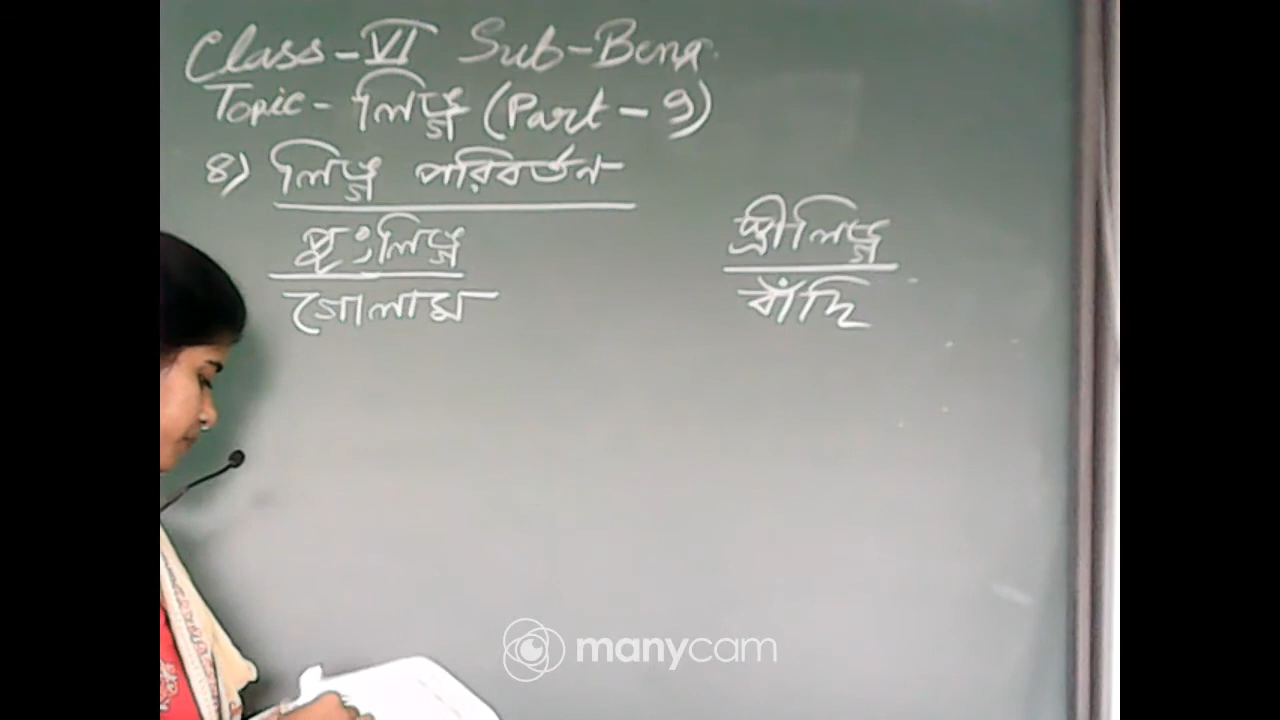 Class-VI Sub-Beng.
Topic - লিঙ্গ (Part - 9)
৪) লিঙ্গ পরিবর্তন
পুংলিঙ্গ স্ত্রীলিঙ্গ
গোলাম বাঁদি
manycam